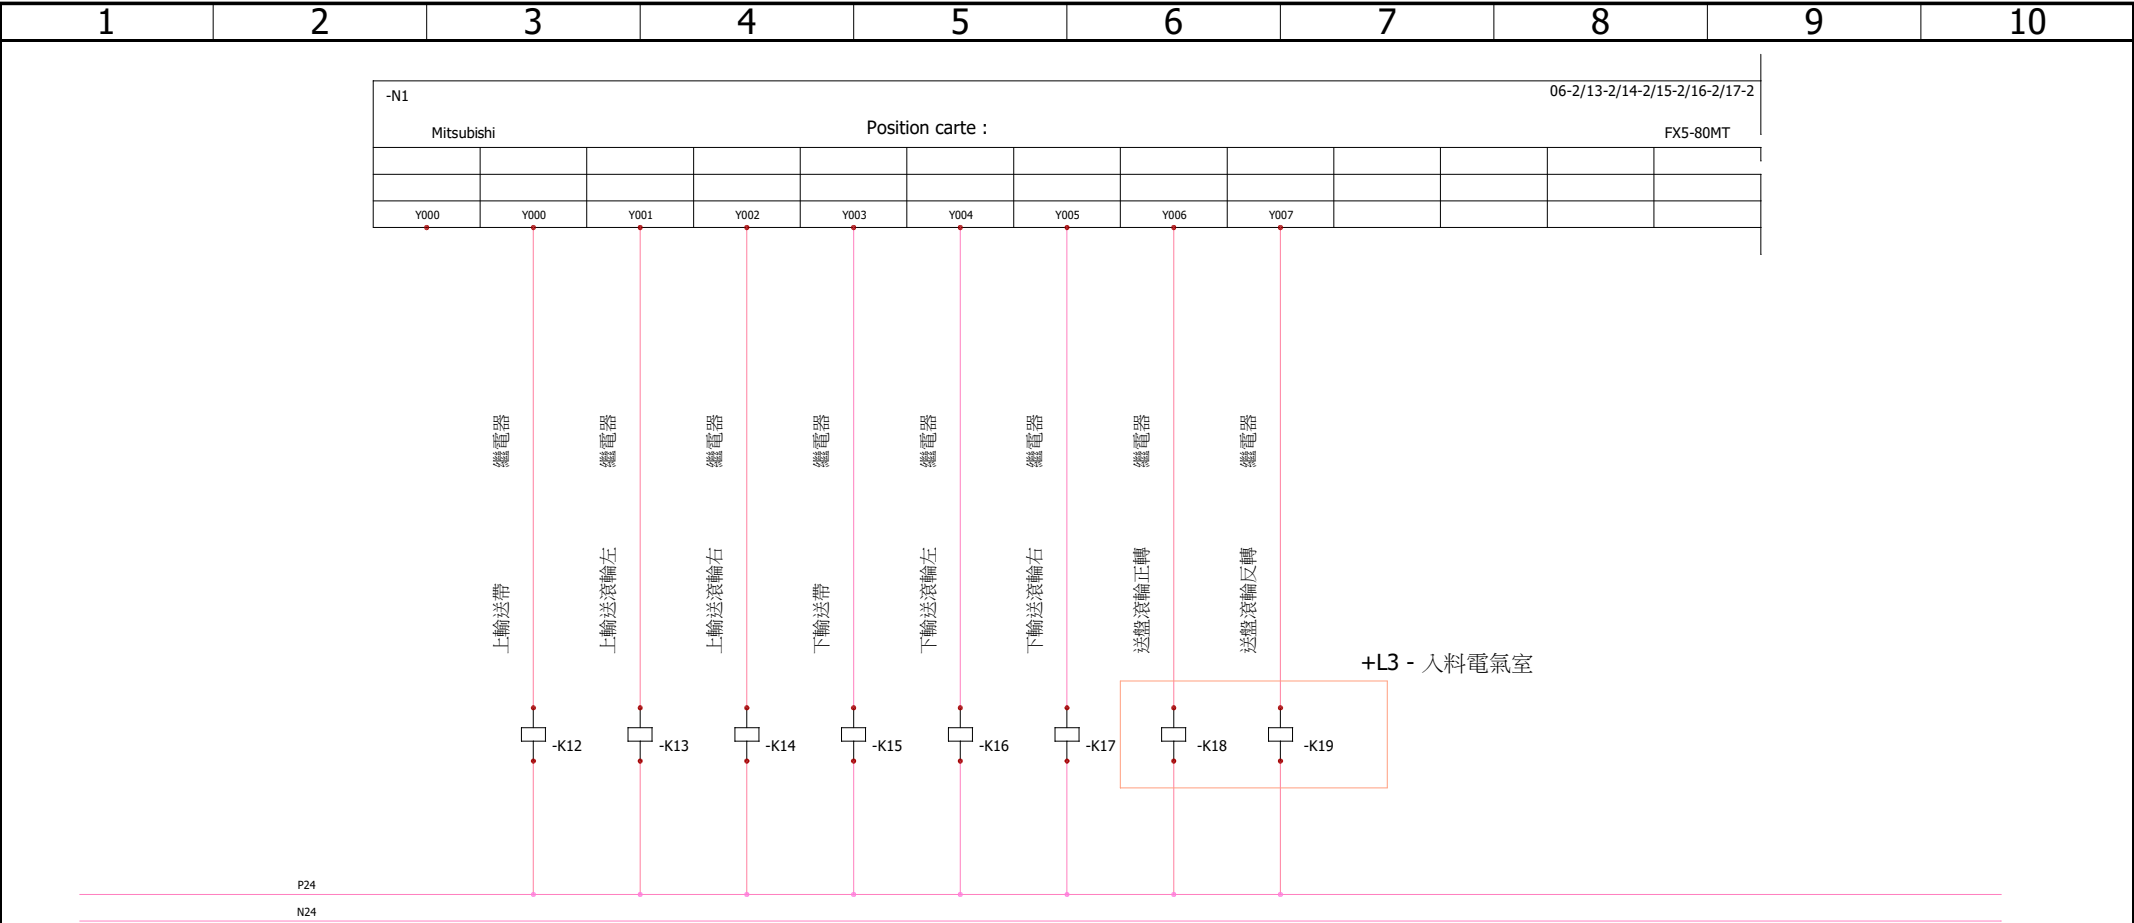 1 2 3 4 5 6 7 8 9 10
-N1 06-2/13-2/14-2/15-2/16-2/17-2
Mitsubishi Position carte : FX5-80MT
Y000 Y000 Y001 Y002 Y003 Y004 Y005 Y006 Y007
繼電器 繼電器 繼電器 繼電器 繼電器 繼電器 繼電器 繼電器
上輸送帶 上輸送滾輪左 上輸送滾輪右 下輸送帶 下輸送滾輪左 下輸送滾輪右 送盤滾輪正轉 送盤滾輪反轉
+L3 - 入料電氣室
-K12 -K13 -K14 -K15 -K16 -K17 -K18 -K19
P24
N24